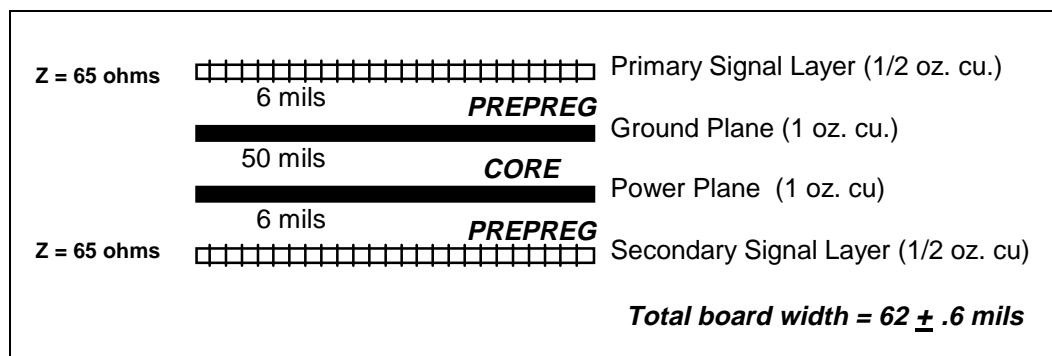 Z = 65 ohms
Primary Signal Layer (1/2 oz. cu.)
6 mils
PREPREG
Ground Plane (1 oz. cu.)
50 mils
CORE
Power Plane (1 oz. cu)
6 mils
PREPREG
Z = 65 ohms
Secondary Signal Layer (1/2 oz. cu)
Total board width = 62 ± .6 mils